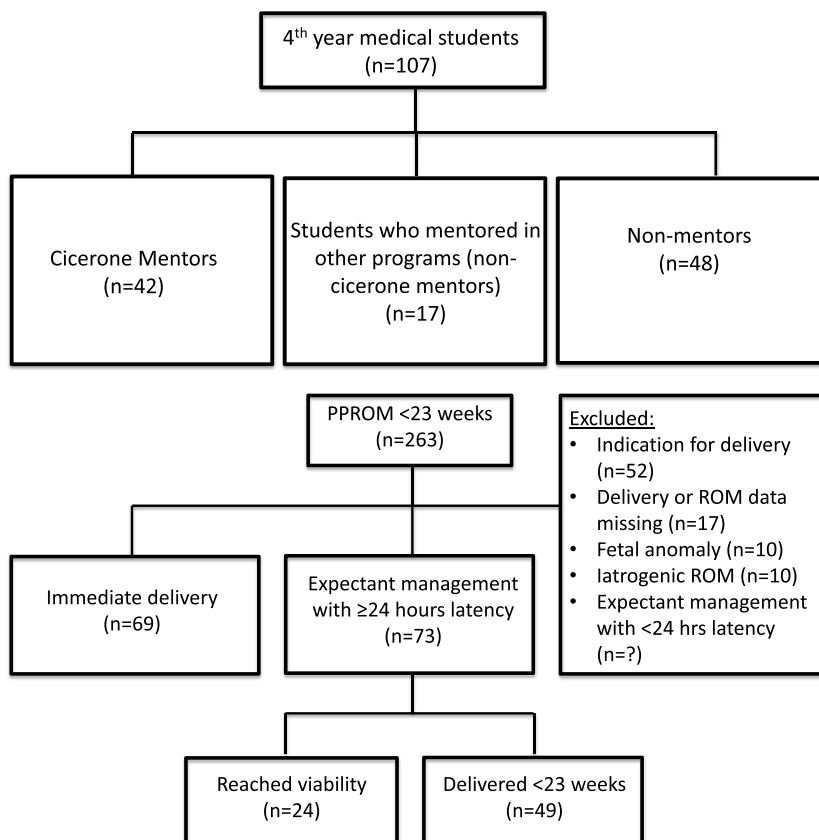 4th year medical students
(n=107)
Cicerone Mentors
(n=42)
Students who mentored in
other programs (non-
cicerone mentors)
(n=17)
Non-mentors
(n=48)
PPROM <23 weeks
(n=263)
Excluded:
• Indication for delivery
(n=52)
• Delivery or ROM data
missing (n=17)
• Fetal anomaly (n=10)
• Iatrogenic ROM (n=10)
• Expectant management
with <24 hrs latency
(n=?)
Immediate delivery
(n=69)
Expectant management
with ≥24 hours latency
(n=73)
Reached viability
(n=24)
Delivered <23 weeks
(n=49)